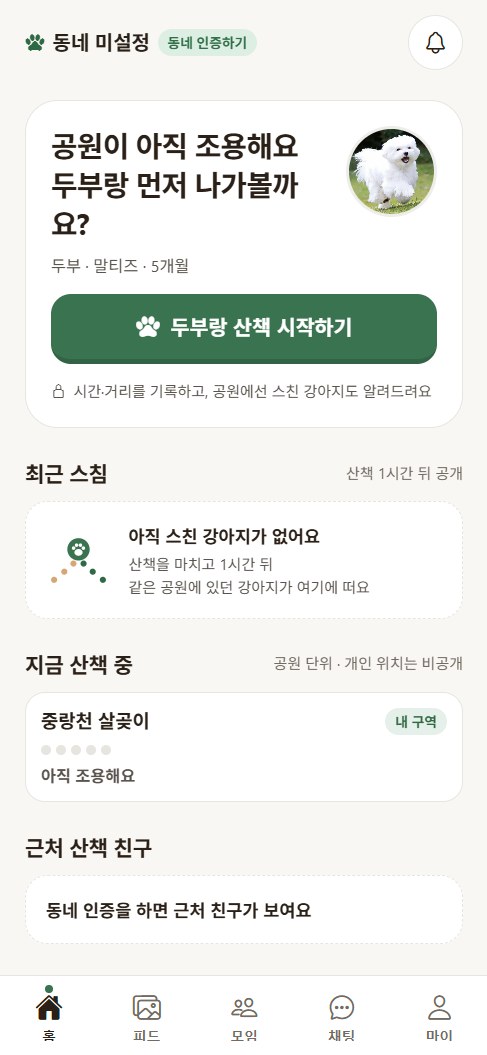 동네 미설정 동네 인증하기
공원이 아직 조용해요
두부랑 먼저 나가볼까
요?
두부 · 말티즈 · 5개월
두부랑 산책 시작하기
시간·거리를 기록하고, 공원에선 스친 강아지도 알려드려요
최근 스침 산책 1시간 뒤 공개
아직 스친 강아지가 없어요
산책을 마치고 1시간 뒤
같은 공원에 있던 강아지가 여기에 떠요
지금 산책 중 공원 단위 · 개인 위치는 비공개
중랑천 살곶이 내 구역
아직 조용해요
근처 산책 친구
동네 인증을 하면 근처 친구가 보여요
홈 피드 모임 채팅 마이